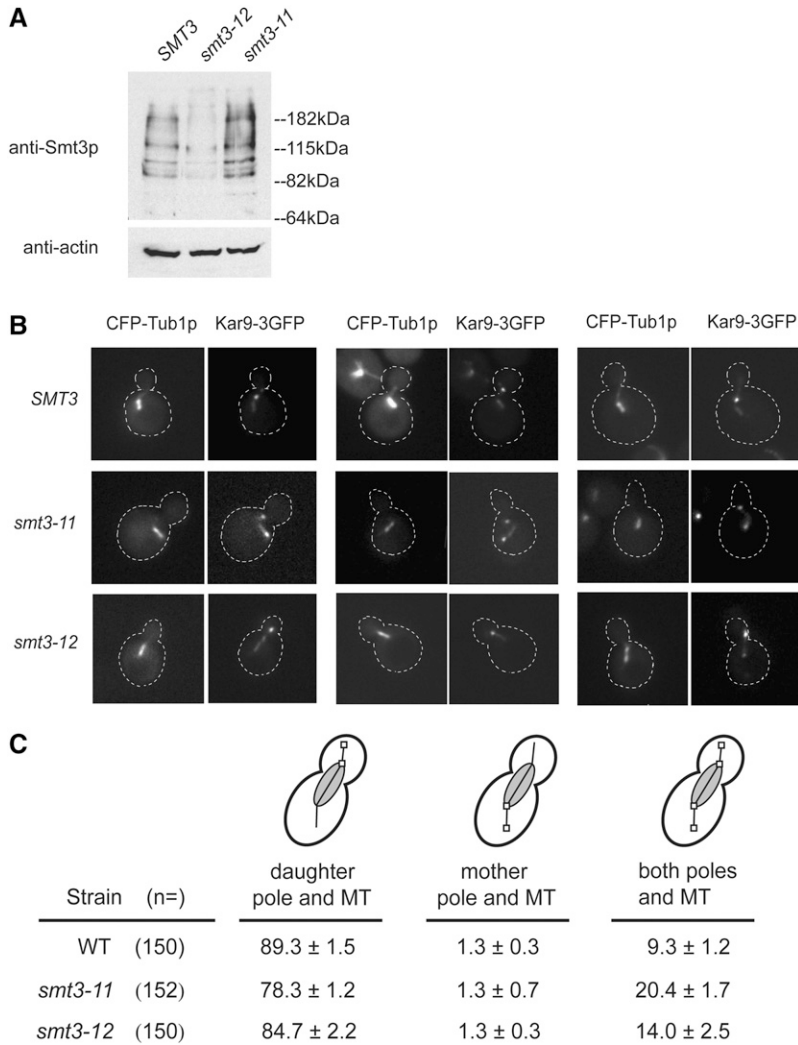 A
SMT3 smt3-12 smt3-11
anti-Smt3p
--182kDa
--115kDa
--82kDa
--64kDa
anti-actin
B
CFP-Tub1p Kar9-3GFP CFP-Tub1p Kar9-3GFP CFP-Tub1p Kar9-3GFP
SMT3
smt3-11
smt3-12
C
daughter pole and MT
mother pole and MT
both poles and MT
Strain (n=)
WT (150) 89.3 ± 1.5 1.3 ± 0.3 9.3 ± 1.2
smt3-11 (152) 78.3 ± 1.2 1.3 ± 0.7 20.4 ± 1.7
smt3-12 (150) 84.7 ± 2.2 1.3 ± 0.3 14.0 ± 2.5